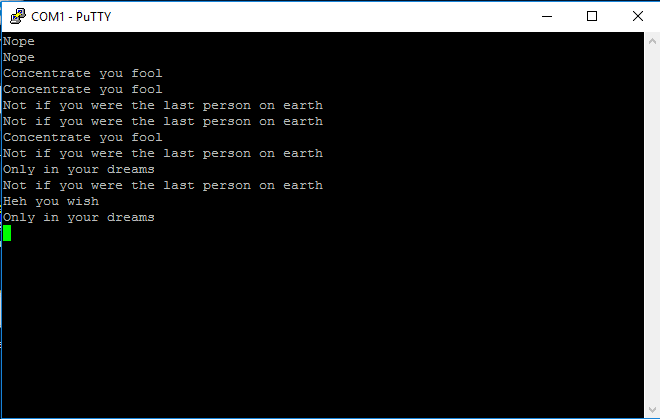 COM1 - PuTTY
Nope
Nope
Concentrate you fool
Concentrate you fool
Not if you were the last person on earth
Not if you were the last person on earth
Concentrate you fool
Not if you were the last person on earth
Only in your dreams
Not if you were the last person on earth
Heh you wish
Only in your dreams